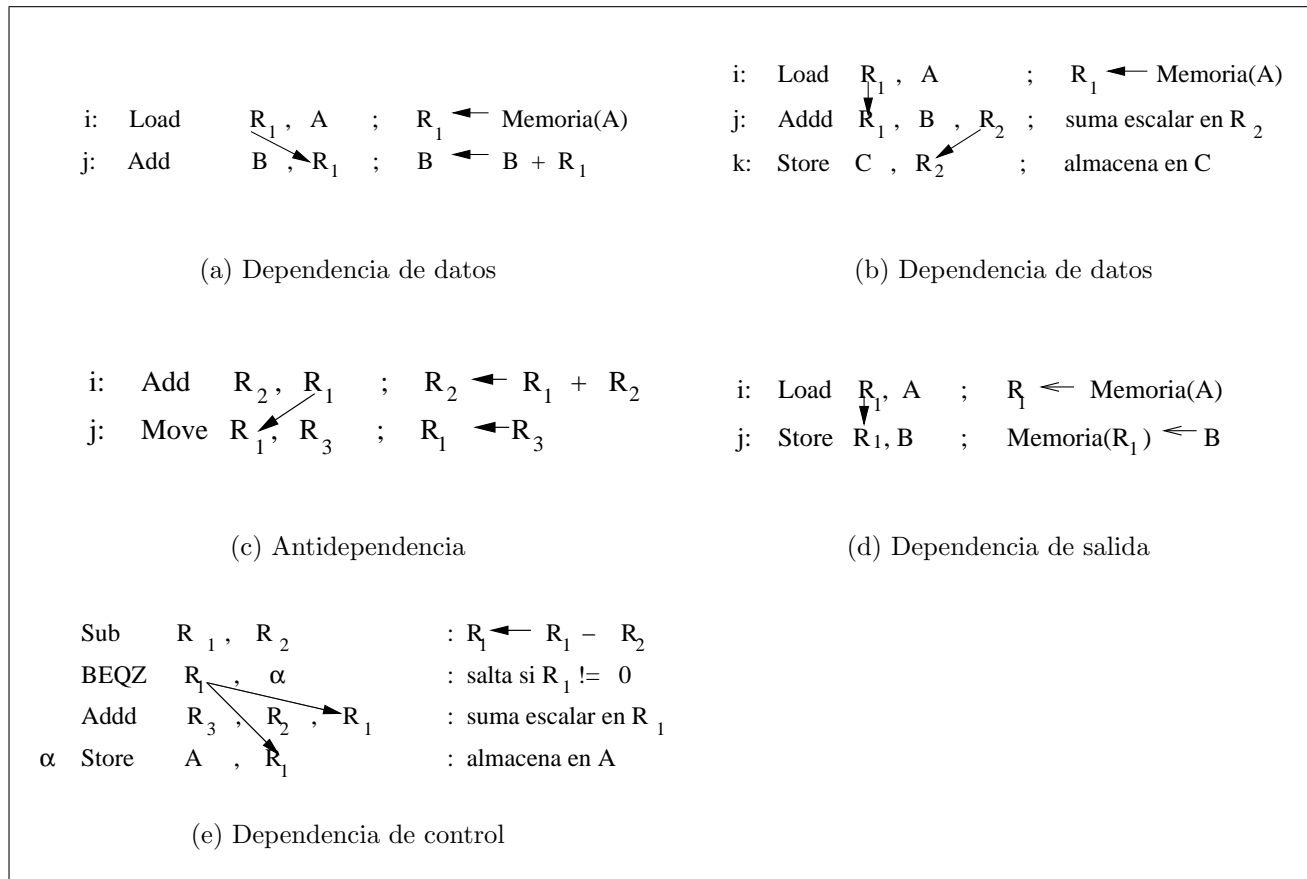 i: Load R1 , A ; R1 ← Memoria(A)
j: Add B , R1 ; B ← B + R1
(a) Dependencia de datos
i: Load R1 , A ; R1 ← Memoria(A)
j: Addd R1 , B , R2 ; suma escalar en R2
k: Store C , R2 ; almacena en C
(b) Dependencia de datos
i: Add R2 , R1 ; R2 ← R1 + R2
j: Move R1 , R3 ; R1 ← R3
(c) Antidependencia
i: Load R1 , A ; R1 ← Memoria(A)
j: Store R1 , B ; Memoria(R1) ← B
(d) Dependencia de salida
Sub R1 , R2 : R1 ← R1 − R2
BEQZ R1 , α : salta si R1 != 0
Addd R3 , R2 , R1 : suma escalar en R1
α Store A , R1 : almacena en A
(e) Dependencia de control